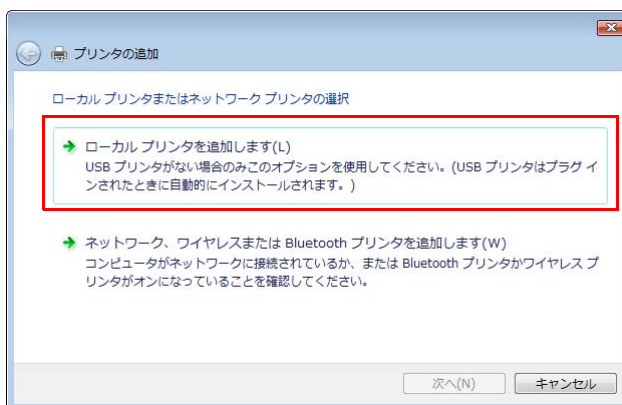 プリンタの追加
ローカル プリンタまたはネットワーク プリンタの選択
ローカル プリンタを追加します(L)
USB プリンタがない場合のみこのオプションを使用してください。(USB プリンタはプラグ イ
ンされたときに自動的にインストールされます。)
ネットワーク、ワイヤレスまたは Bluetooth プリンタを追加します(W)
コンピュータがネットワークに接続されているか、または Bluetooth プリンタかワイヤレス プ
リンタがオンになっていることを確認してください。
次へ(N)
キャンセル